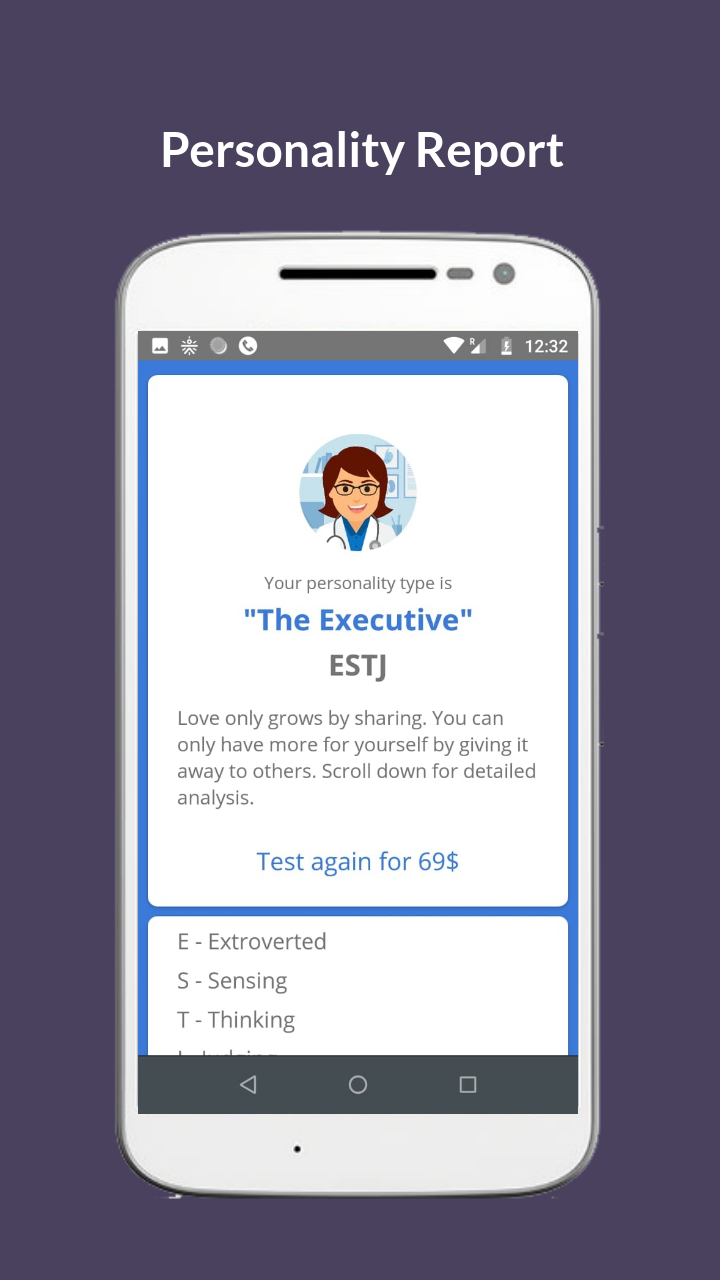 Personality Report
R
12:32
Your personality type is
"The Executive"
ESTJ
Love only grows by sharing. You can
only have more for yourself by giving it
away to others. Scroll down for detailed
analysis.
Test again for 69$
E - Extroverted
S - Sensing
T - Thinking